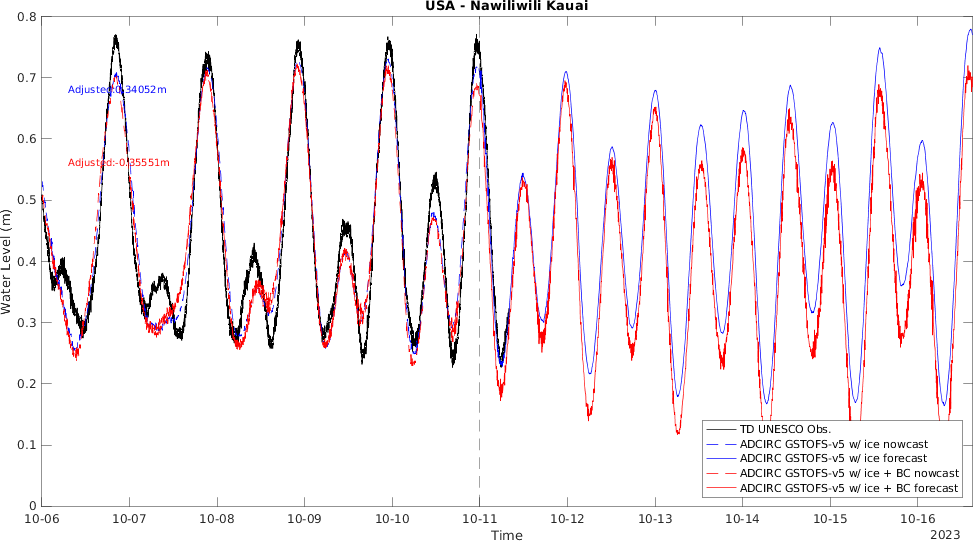 USA - Nawiliwili Kauai
0.8
0.7
0.6
0.5
0.4
0.3
0.2
0.1
0
Water Level (m)
Adjusted:0.34052m
Adjusted:-0.35551m
TD UNESCO Obs.
ADCIRC GSTOFS-v5 w/ ice nowcast
ADCIRC GSTOFS-v5 w/ ice forecast
ADCIRC GSTOFS-v5 w/ ice + BC nowcast
ADCIRC GSTOFS-v5 w/ ice + BC forecast
10-06 10-07 10-08 10-09 10-10 10-11 10-12 10-13 10-14 10-15 10-16
Time
2023